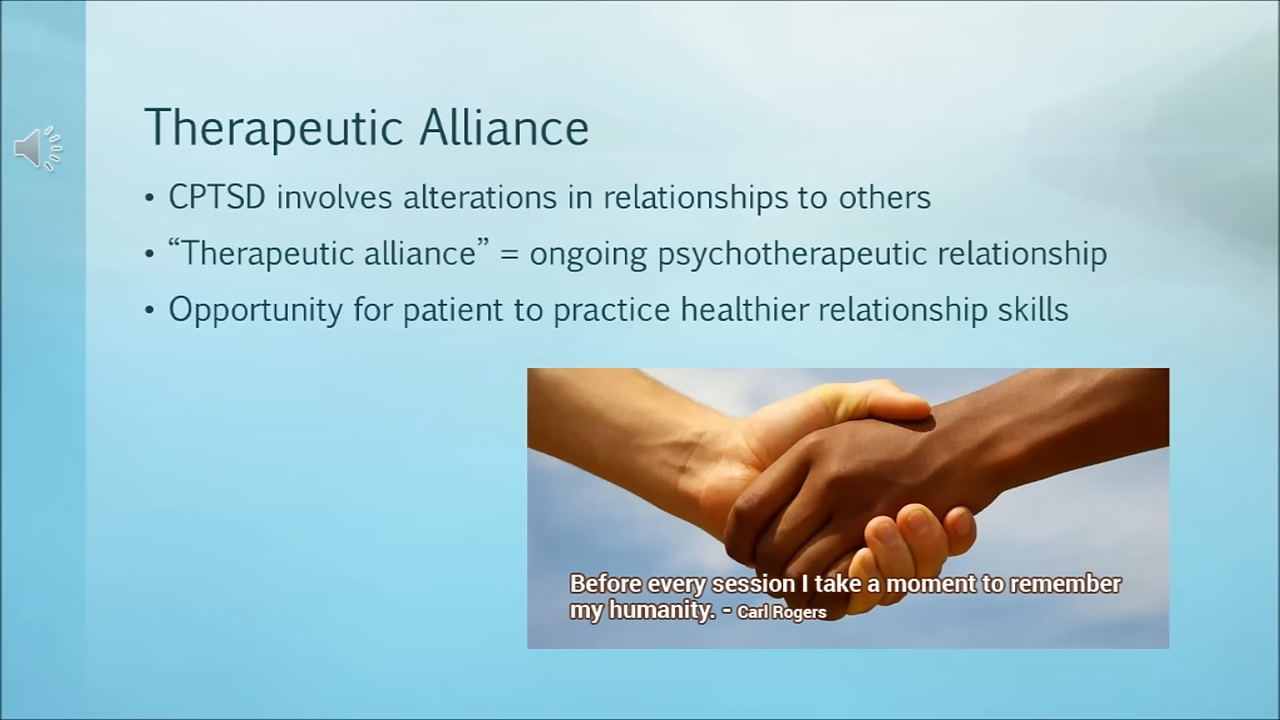 Therapeutic Alliance
• CPTSD involves alterations in relationships to others
• “Therapeutic alliance” = ongoing psychotherapeutic relationship
• Opportunity for patient to practice healthier relationship skills
Before every session I take a moment to remember
my humanity. - Carl Rogers